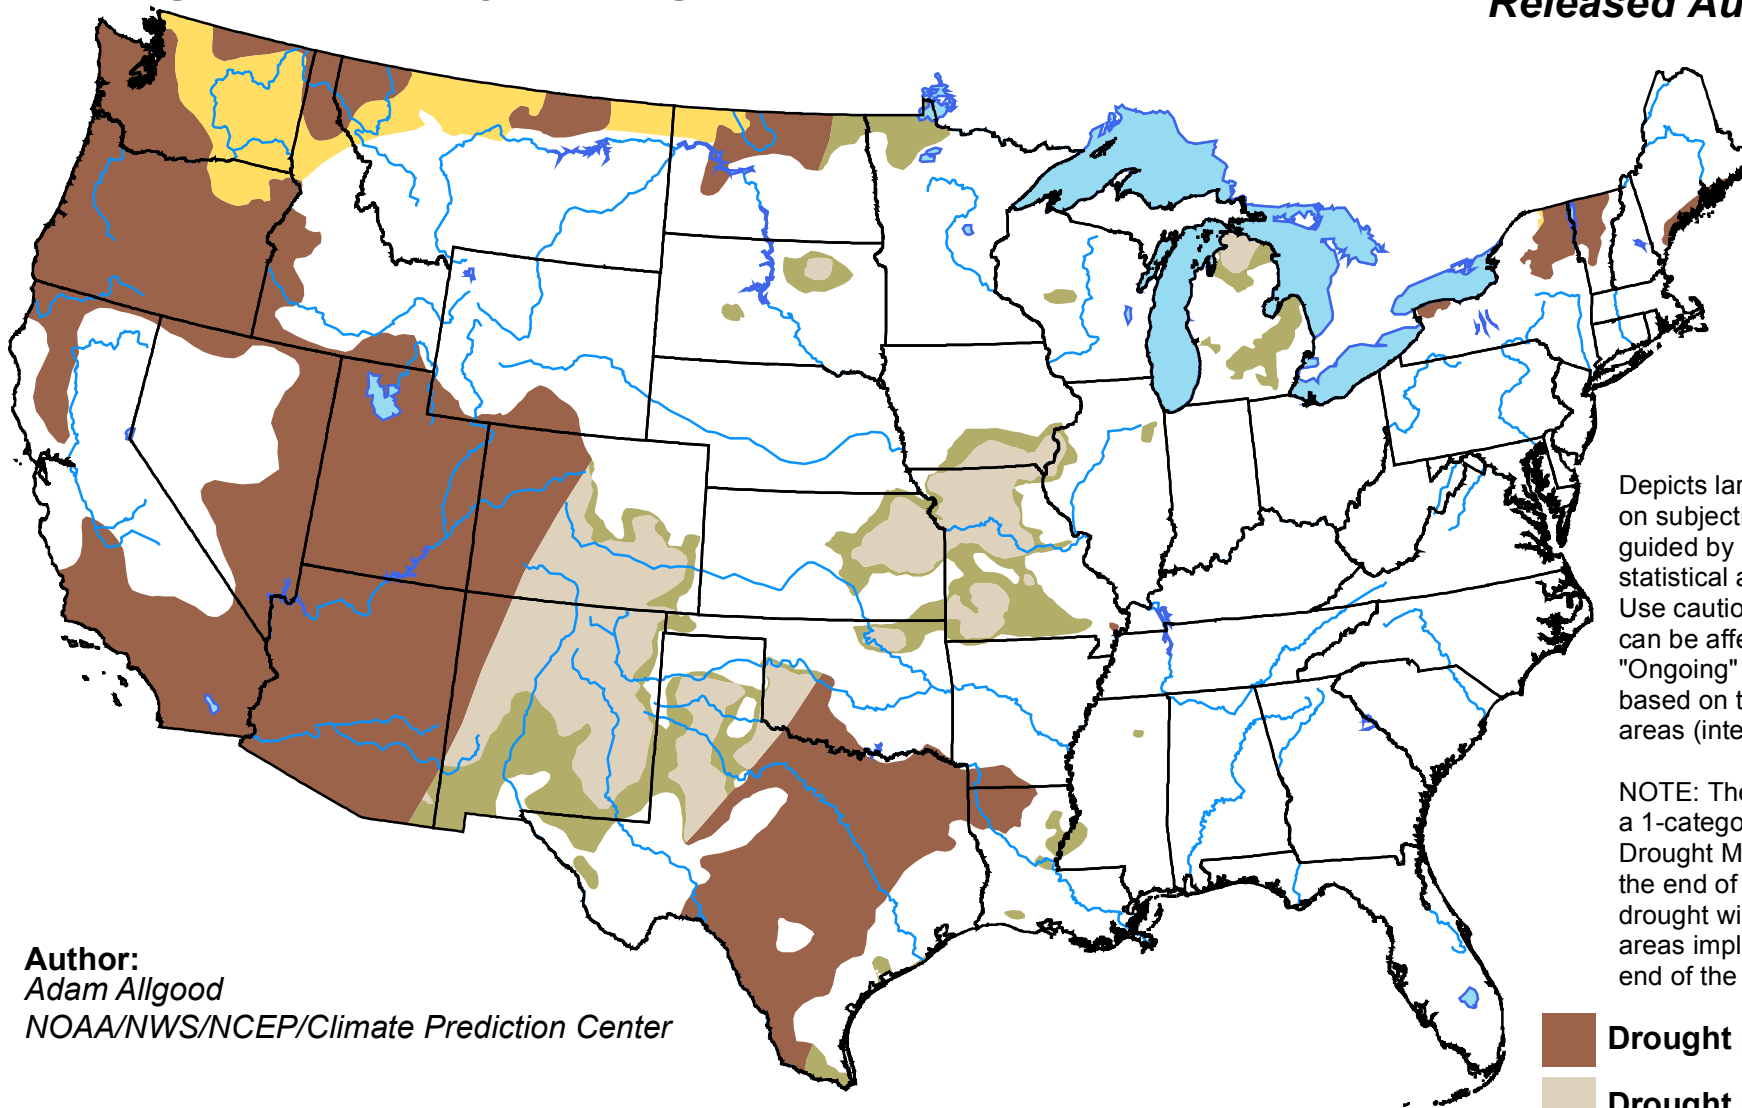 Released Au
Depicts lar
on subjecti
guided by
statistical a
Use cautio
can be affe
"Ongoing"
based on t
areas (inte
NOTE: The
a 1-catego
Drought M
the end of
drought wi
areas impl
end of the
Author:
Adam Allgood
NOAA/NWS/NCEP/Climate Prediction Center
Drought
Drought